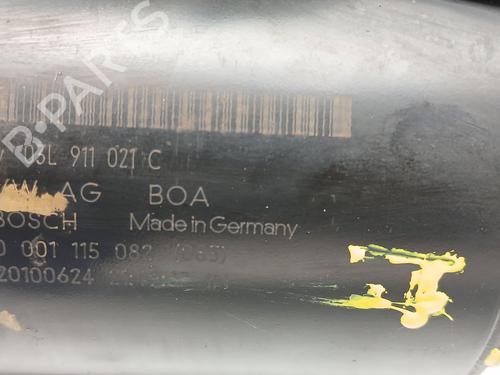 B-PARTS
03L 911 021 C
VW AG BOA
BOSCH Made in Germany
0 001 115 082
20100624